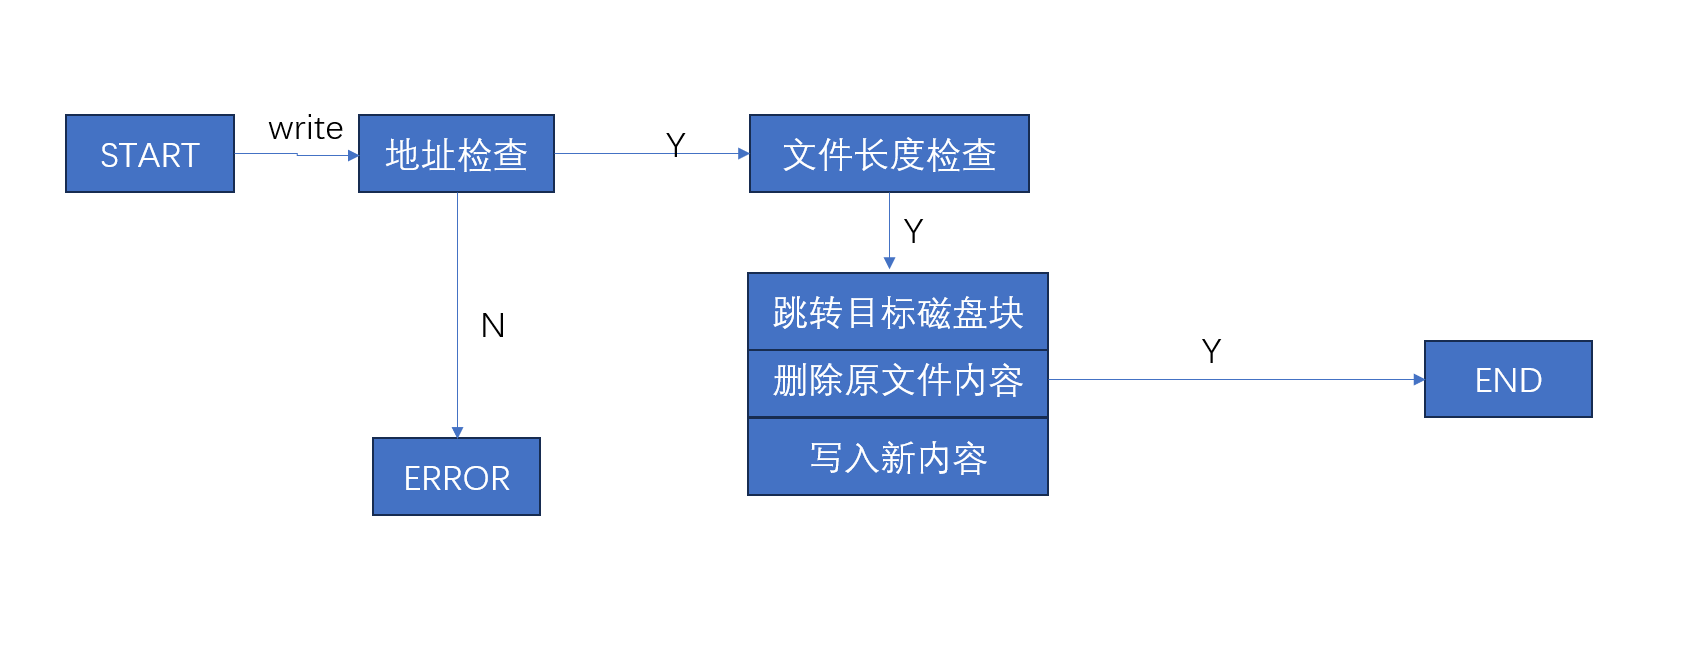 START
write
地址检查
Y
文件长度检查
Y
跳转目标磁盘块
删除原文件内容
写入新内容
Y
END
N
ERROR